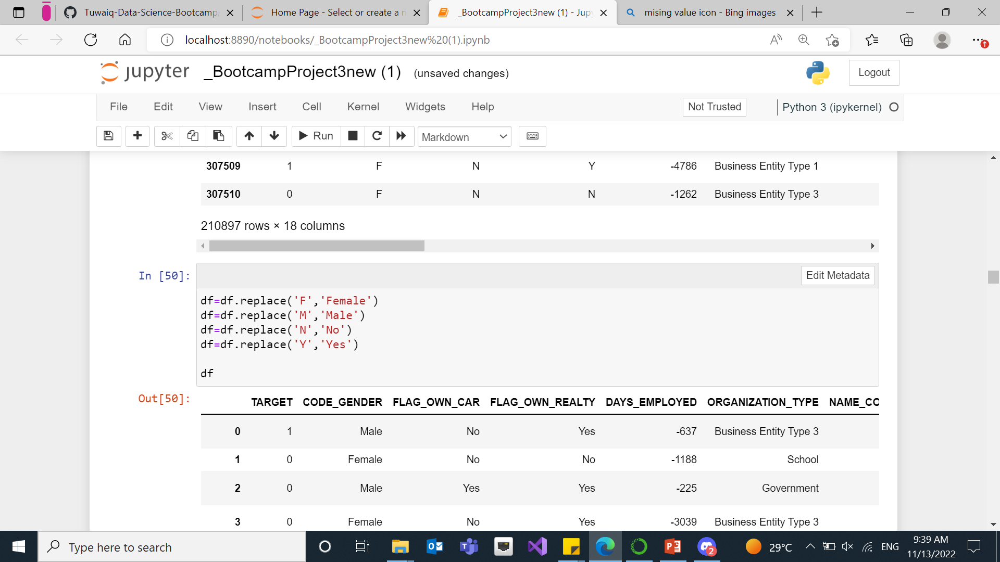 Tuwaiq-Data-Science-Bootcamp
Home Page - Select or create a n
_BootcampProject3new (1) - Jup
mising value icon - Bing images
localhost:8890/notebooks/_BootcampProject3new%20(1).ipynb
jupyter _BootcampProject3new (1) (unsaved changes)
Logout
File Edit View Insert Cell Kernel Widgets Help Not Trusted Python 3 (ipykernel)
Run Markdown
307509 1 F N Y -4786 Business Entity Type 1
307510 0 F N N -1262 Business Entity Type 3
210897 rows × 18 columns
In [50]:
Edit Metadata
df=df.replace('F','Female')
df=df.replace('M','Male')
df=df.replace('N','No')
df=df.replace('Y','Yes')
df
Out[50]:
TARGET CODE_GENDER FLAG_OWN_CAR FLAG_OWN_REALTY DAYS_EMPLOYED ORGANIZATION_TYPE NAME_CO
0 1 Male No Yes -637 Business Entity Type 3
1 0 Female No No -1188 School
2 0 Male Yes Yes -225 Government
3 0 Female No Yes -3039 Business Entity Type 3
Type here to search
2
29°C
ENG
9:39 AM
11/13/2022